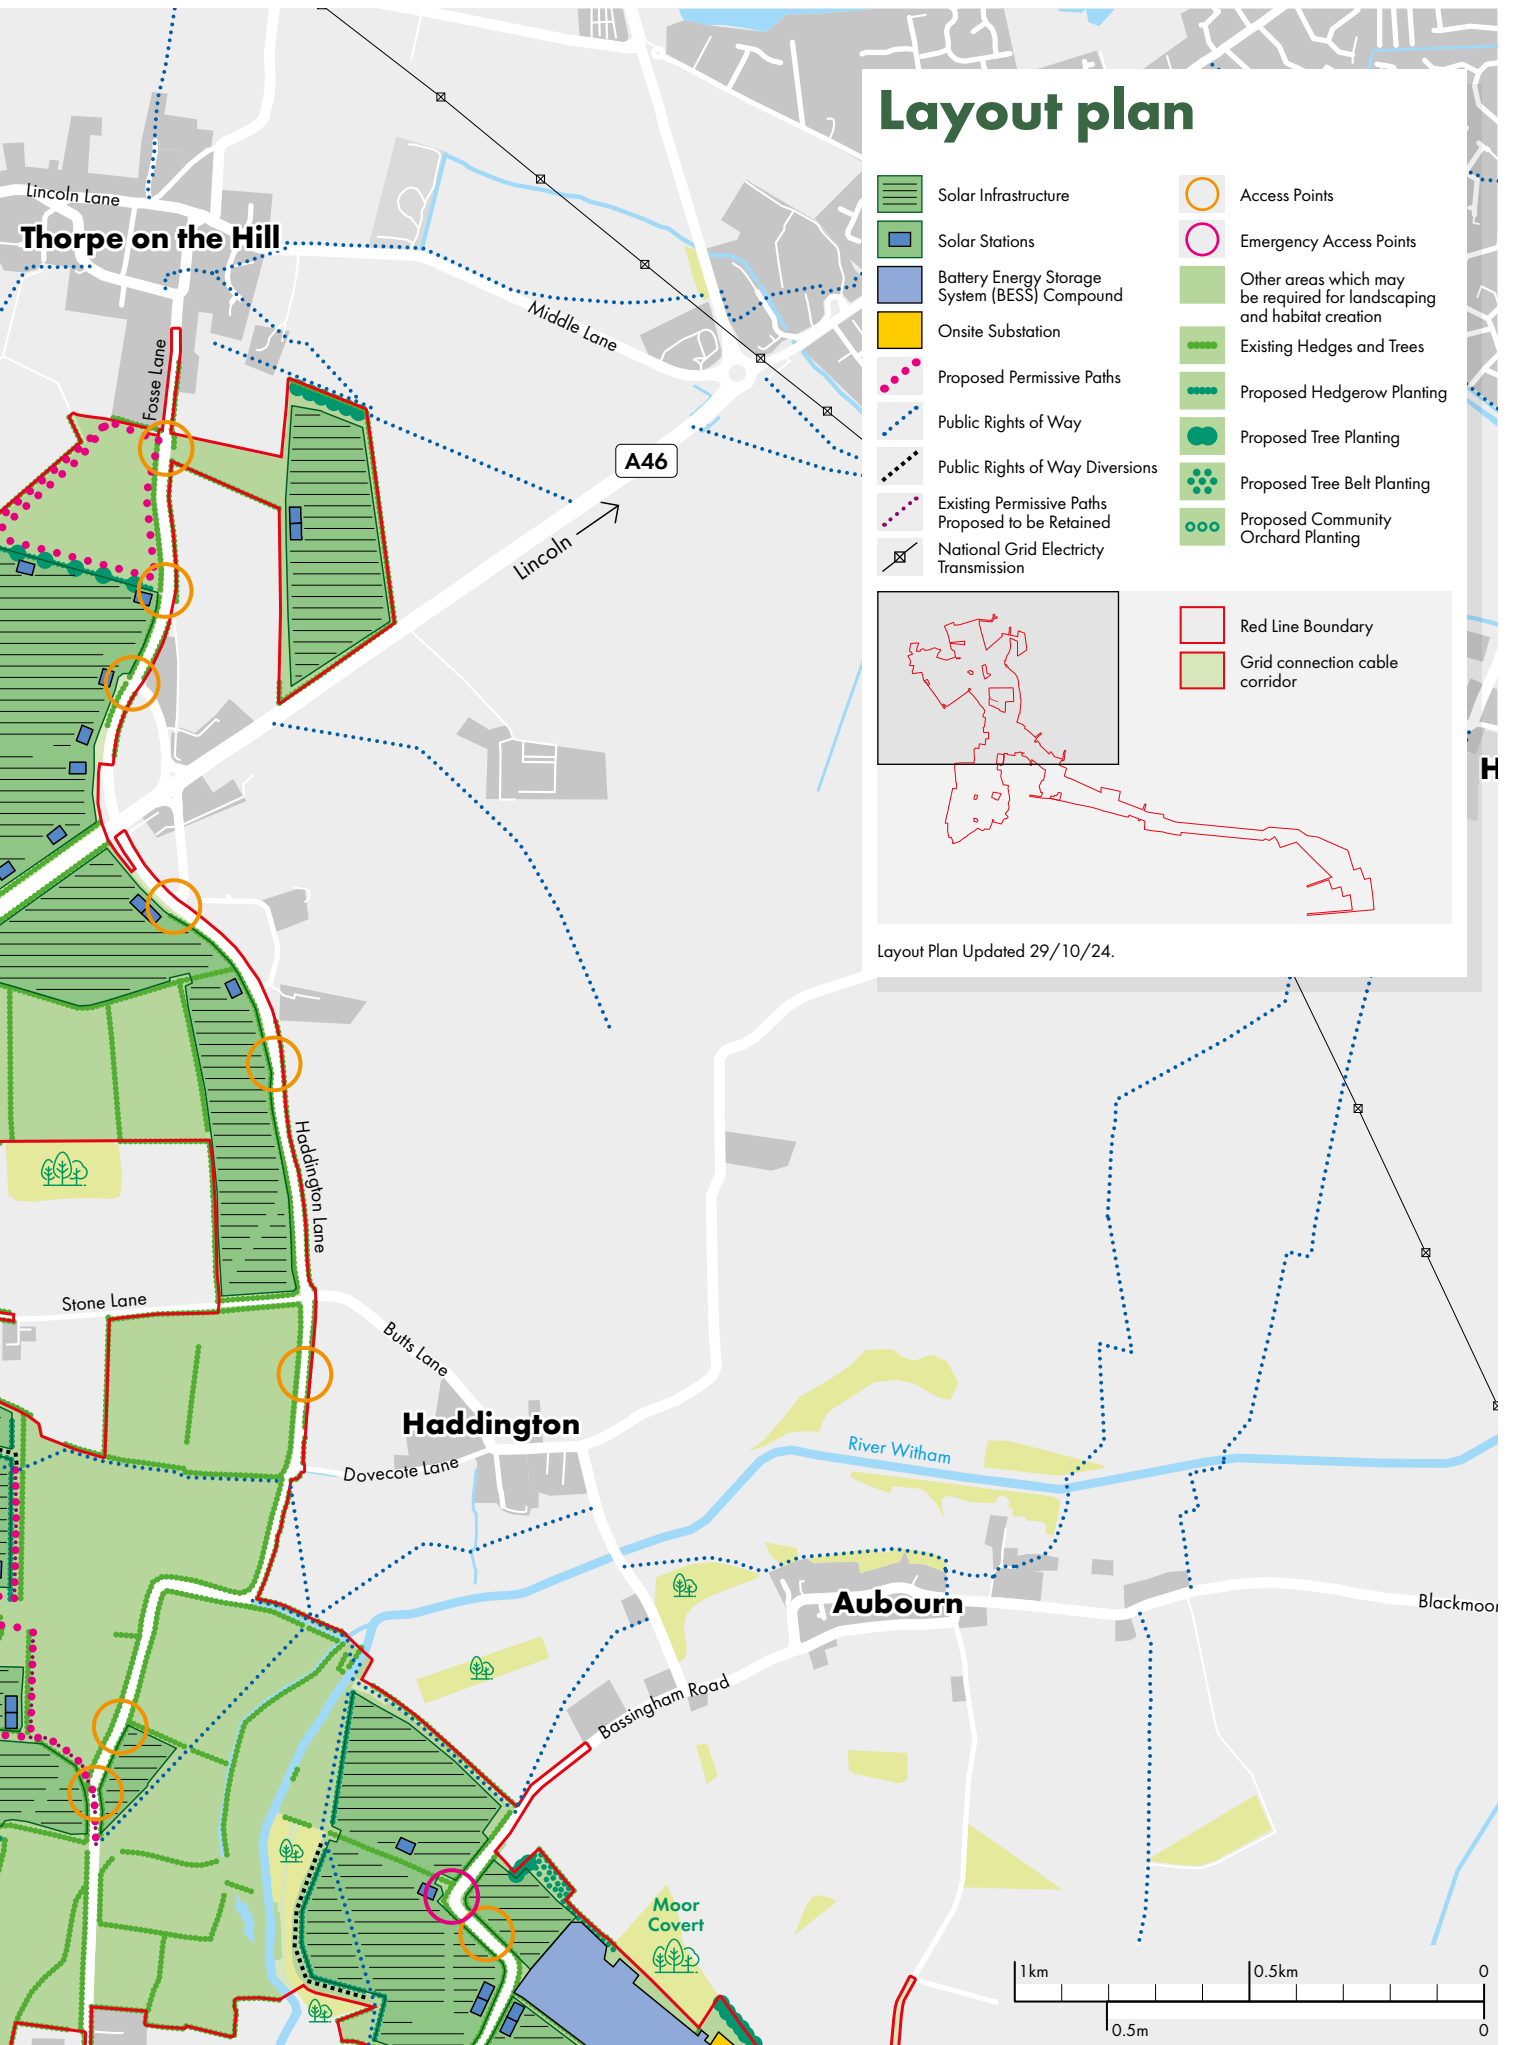 Layout plan
Solar Infrastructure
Solar Stations
Battery Energy Storage
System (BESS) Compound
Onsite Substation
Proposed Permissive Paths
Public Rights of Way
Public Rights of Way Diversions
Existing Permissive Paths
Proposed to be Retained
National Grid Electricty
Transmission
Access Points
Emergency Access Points
Other areas which may
be required for landscaping
and habitat creation
Existing Hedges and Trees
Proposed Hedgerow Planting
Proposed Tree Planting
Proposed Tree Belt Planting
Proposed Community
Orchard Planting
Red Line Boundary
Grid connection cable
corridor
Layout Plan Updated 29/10/24.
Lincoln Lane
Thorpe on the Hill
Middle Lane
Fosse Lane
A46
Lincoln
H
Haddington Lane
Stone Lane
Butts Lane
Haddington
Dovecote Lane
River Witham
Aubourn
Blackmoor
Bassingham Road
Moor
Covert
1km
0.5km
0
0.5m
0